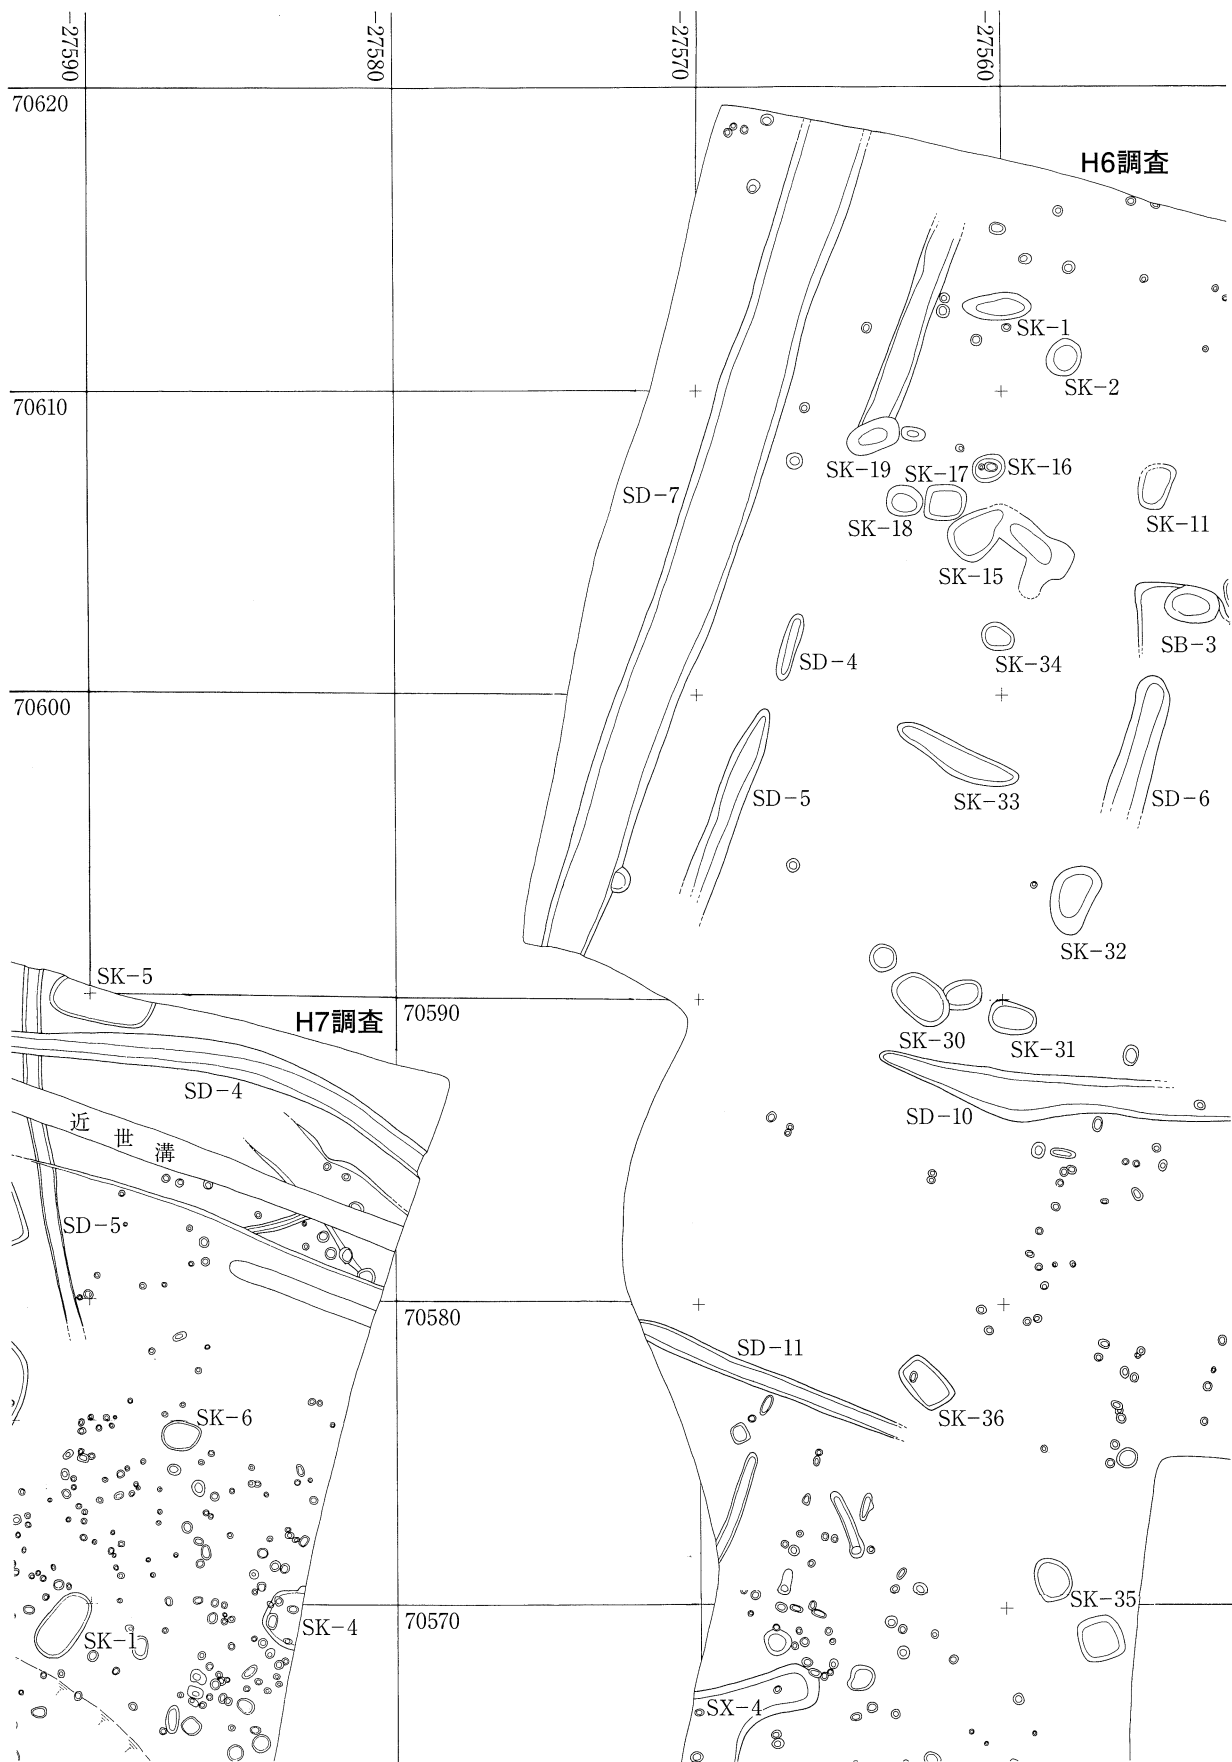 -27590
-27580
-27570
-27560
70620
H6調査
SK-1
SK-2
70610
SK-19
SK-17
SK-16
SD-7
SK-18
SK-11
SK-15
SB-3
SD-4
SK-34
70600
SD-5
SK-33
SD-6
SK-32
SK-5
H7調査
70590
SK-30
SK-31
SD-4
SD-10
近世溝
SD-5
70580
SD-11
SK-36
SK-6
SK-35
SK-1
SK-4
70570
SX-4